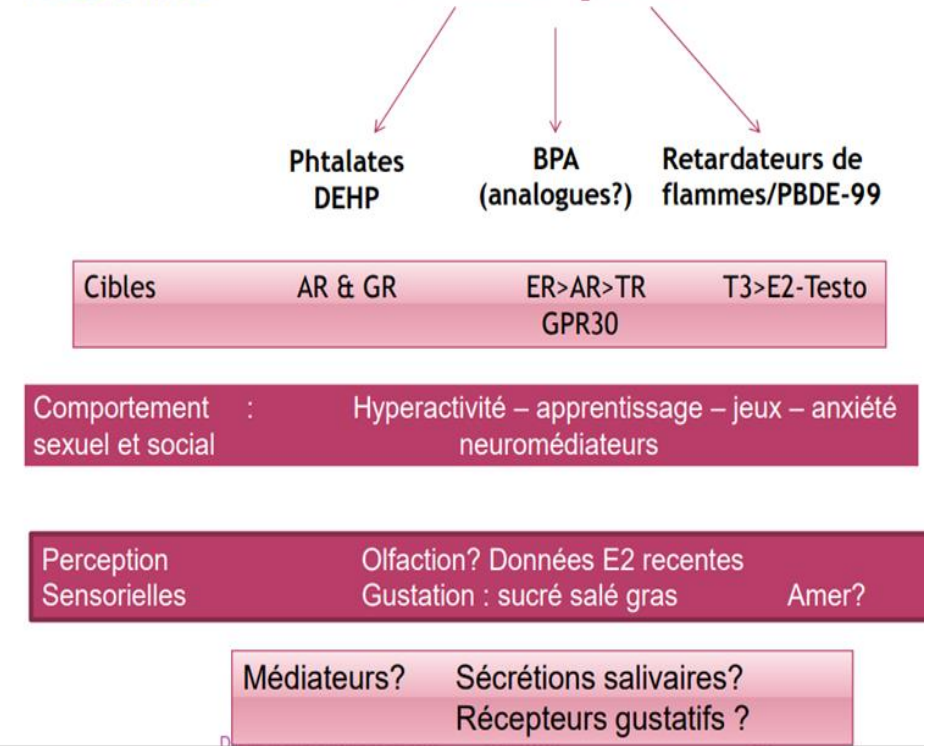 Phtalates BPA Retardateurs de
DEHP (analogues?) flammes/PBDE-99
Cibles AR & GR ER>AR>TR T3>E2-Testo
GPR30
Comportement : Hyperactivité – apprentissage – jeux – anxiété
sexuel et social neuromédiateurs
Perception Olfaction? Données E2 recentes
Sensorielles Gustation : sucré salé gras Amer?
Médiateurs? Sécrétions salivaires?
Récepteurs gustatifs ?